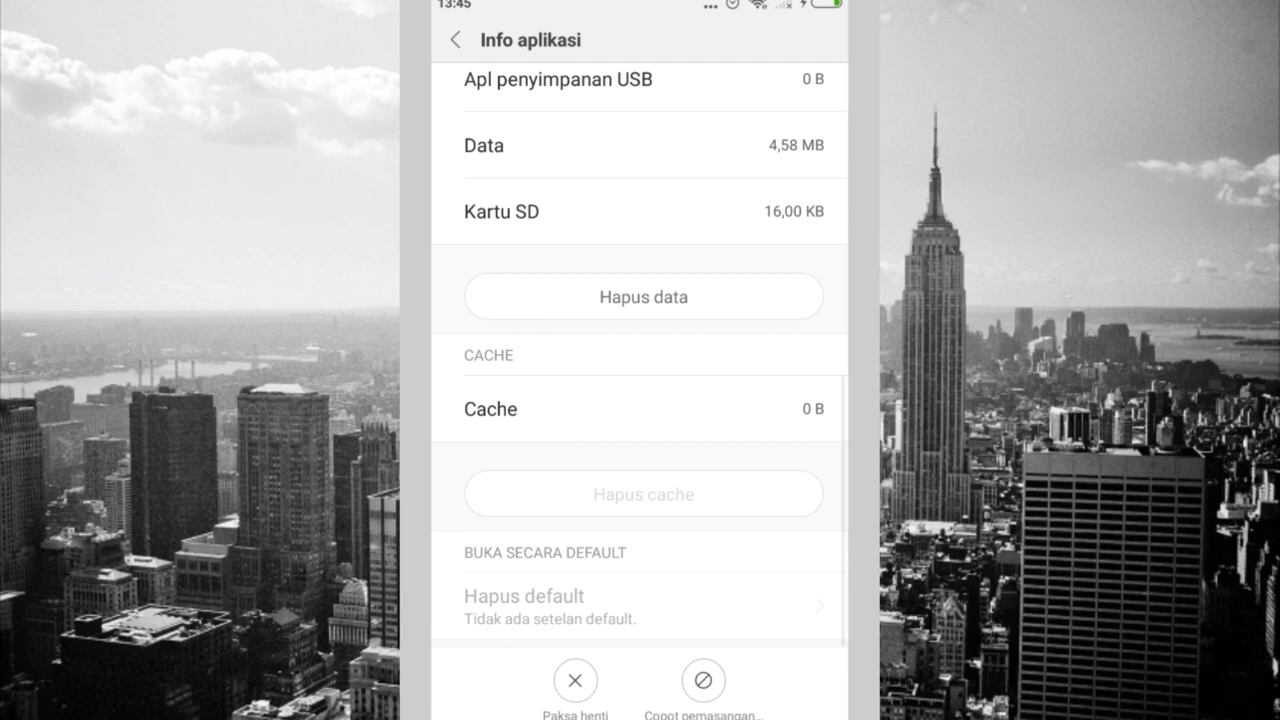 13:45
Info aplikasi
Apl penyimpanan USB 0 B
Data 4,58 MB
Kartu SD 16,00 KB
Hapus data
CACHE
Cache 0 B
Hapus cache
BUKA SECARA DEFAULT
Hapus default
Tidak ada setelan default.
Paksa henti Copot pemasangan...